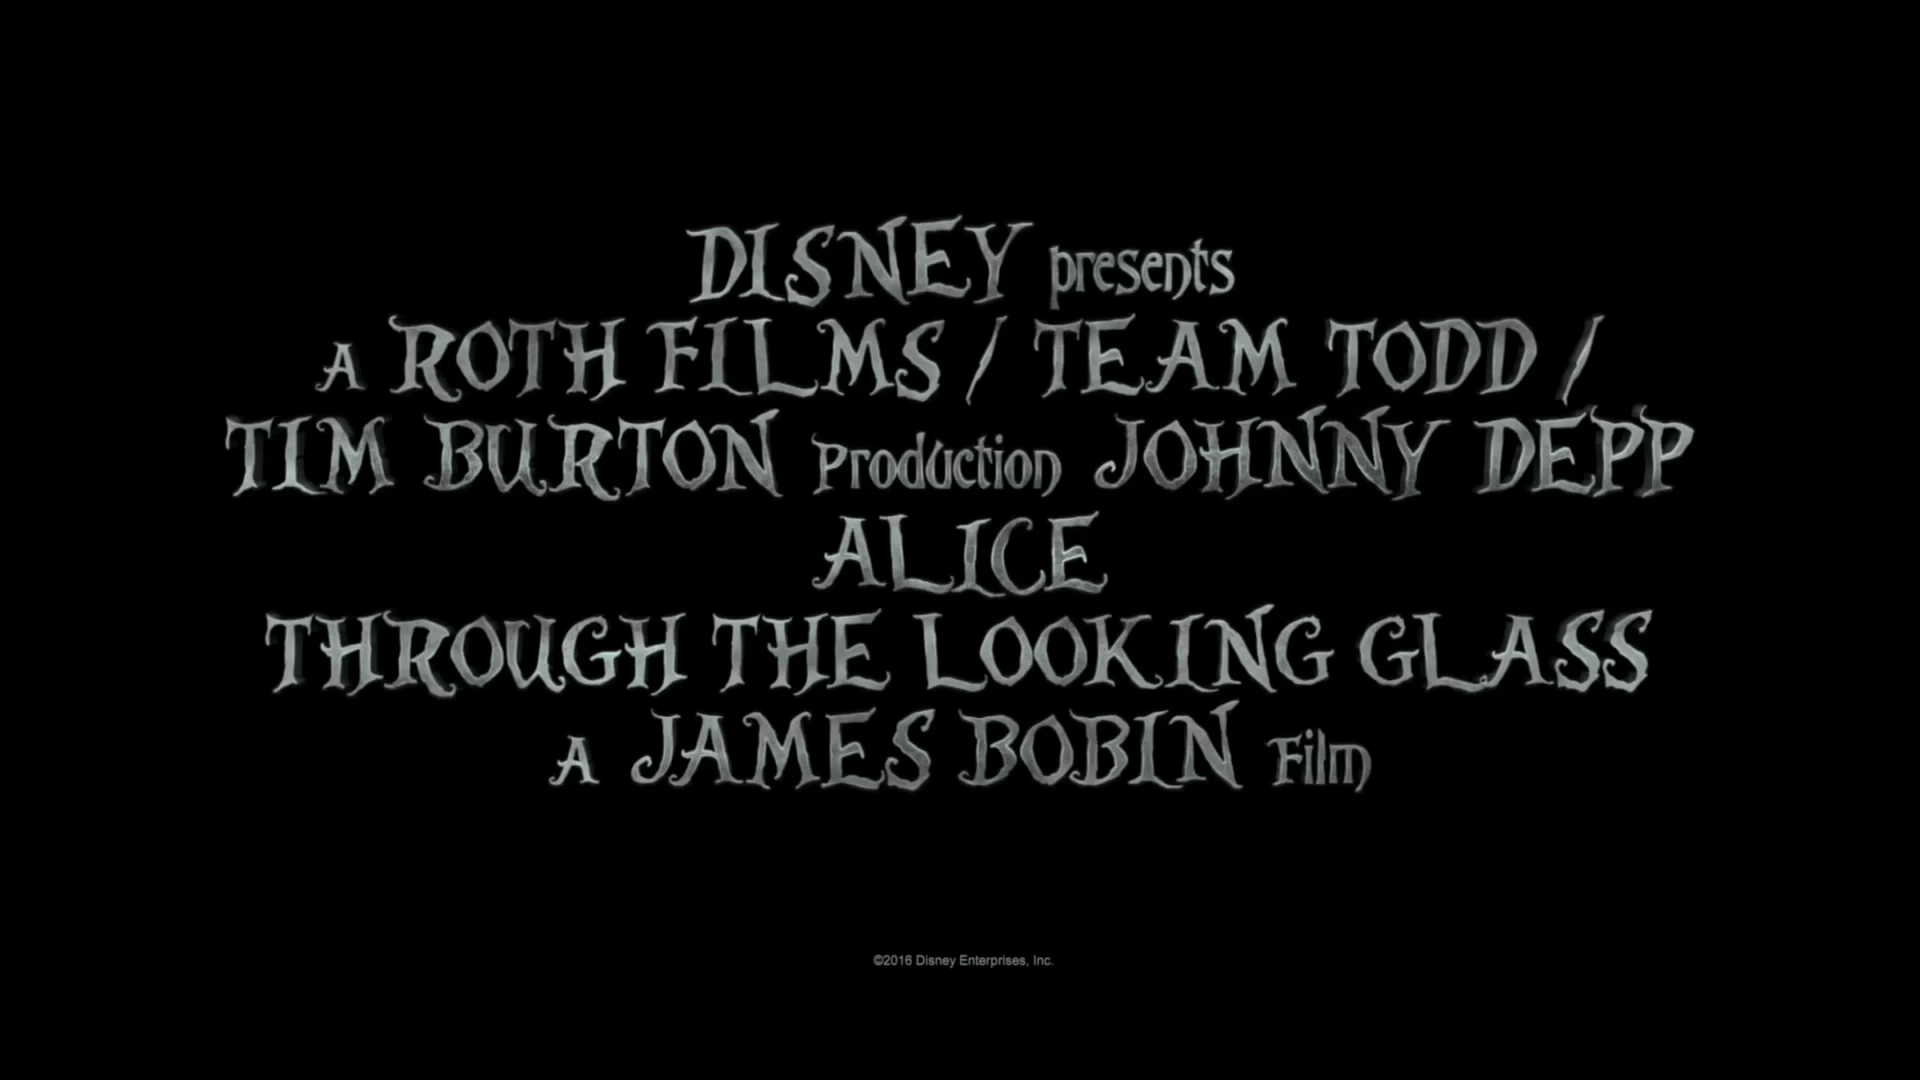 DISNEY presents
A ROTH FILMS / TEAM TODD /
TIM BURTON Production JOHNNY DEPP
ALICE
THROUGH THE LOOKING GLASS
A JAMES BOBIN Film
©2016 Disney Enterprises, Inc.